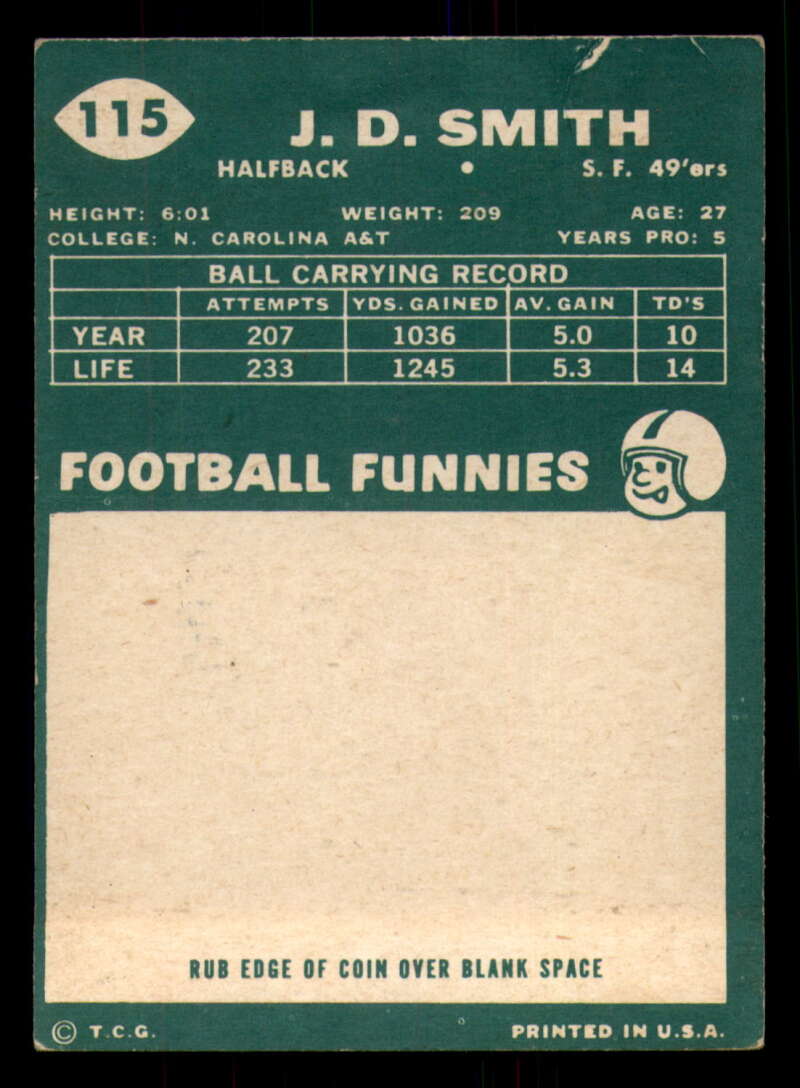 115
J. D. SMITH
HALFBACK • S. F. 49'ers
HEIGHT: 6:01 WEIGHT: 209 AGE: 27
COLLEGE: N. CAROLINA A&T YEARS PRO: 5
BALL CARRYING RECORD
ATTEMPTS YDS. GAINED AV. GAIN TD'S
YEAR 207 1036 5.0 10
LIFE 233 1245 5.3 14
FOOTBALL FUNNIES
RUB EDGE OF COIN OVER BLANK SPACE
© T.C.G. PRINTED IN U.S.A.